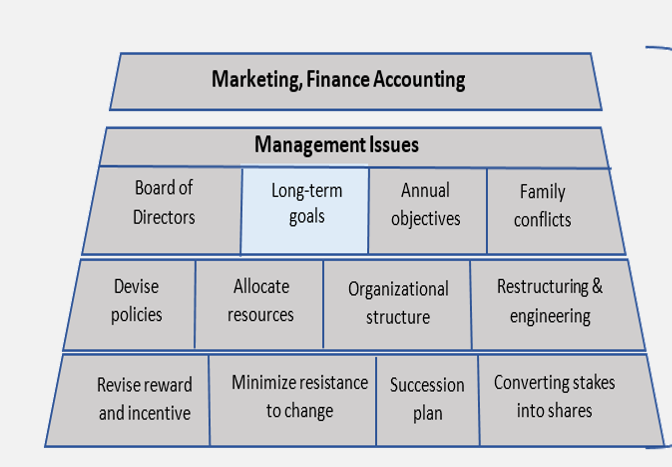 Marketing, Finance Accounting
Management Issues
Board of
Directors
Long-term
goals
Annual
objectives
Family
conflicts
Devise
policies
Allocate
resources
Organizational
structure
Restructuring &
engineering
Revise reward
and incentive
Minimize resistance
to change
Succession
plan
Converting stakes
into shares